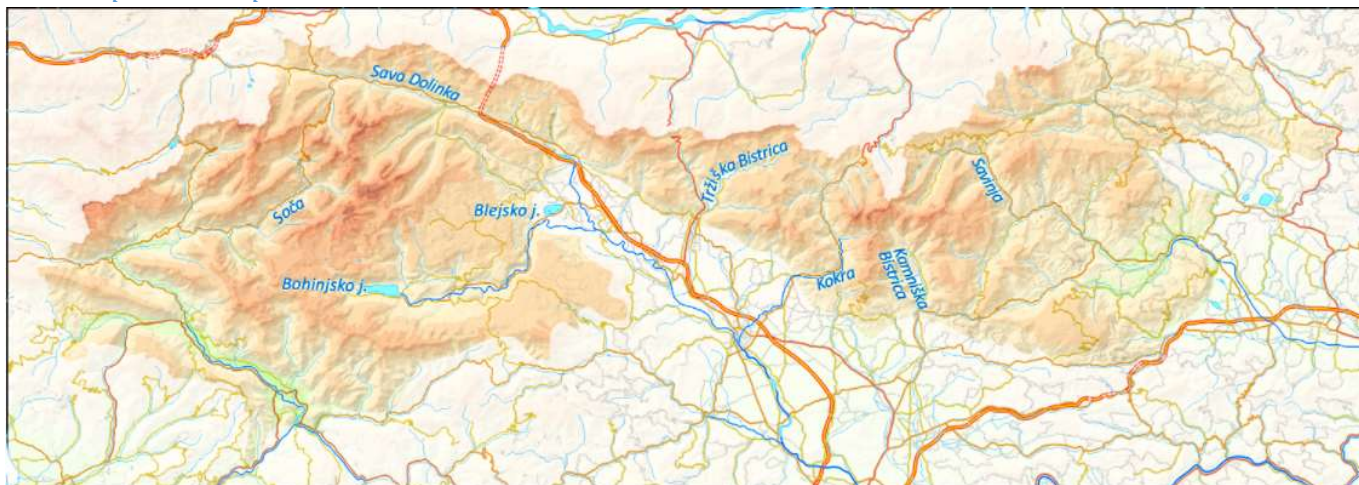 Sava Dolinka
Tržiška Bistrica
Savinja
Soča
Blejsko j.
Kamniška
Bistrica
Kokra
Bohinjsko j.